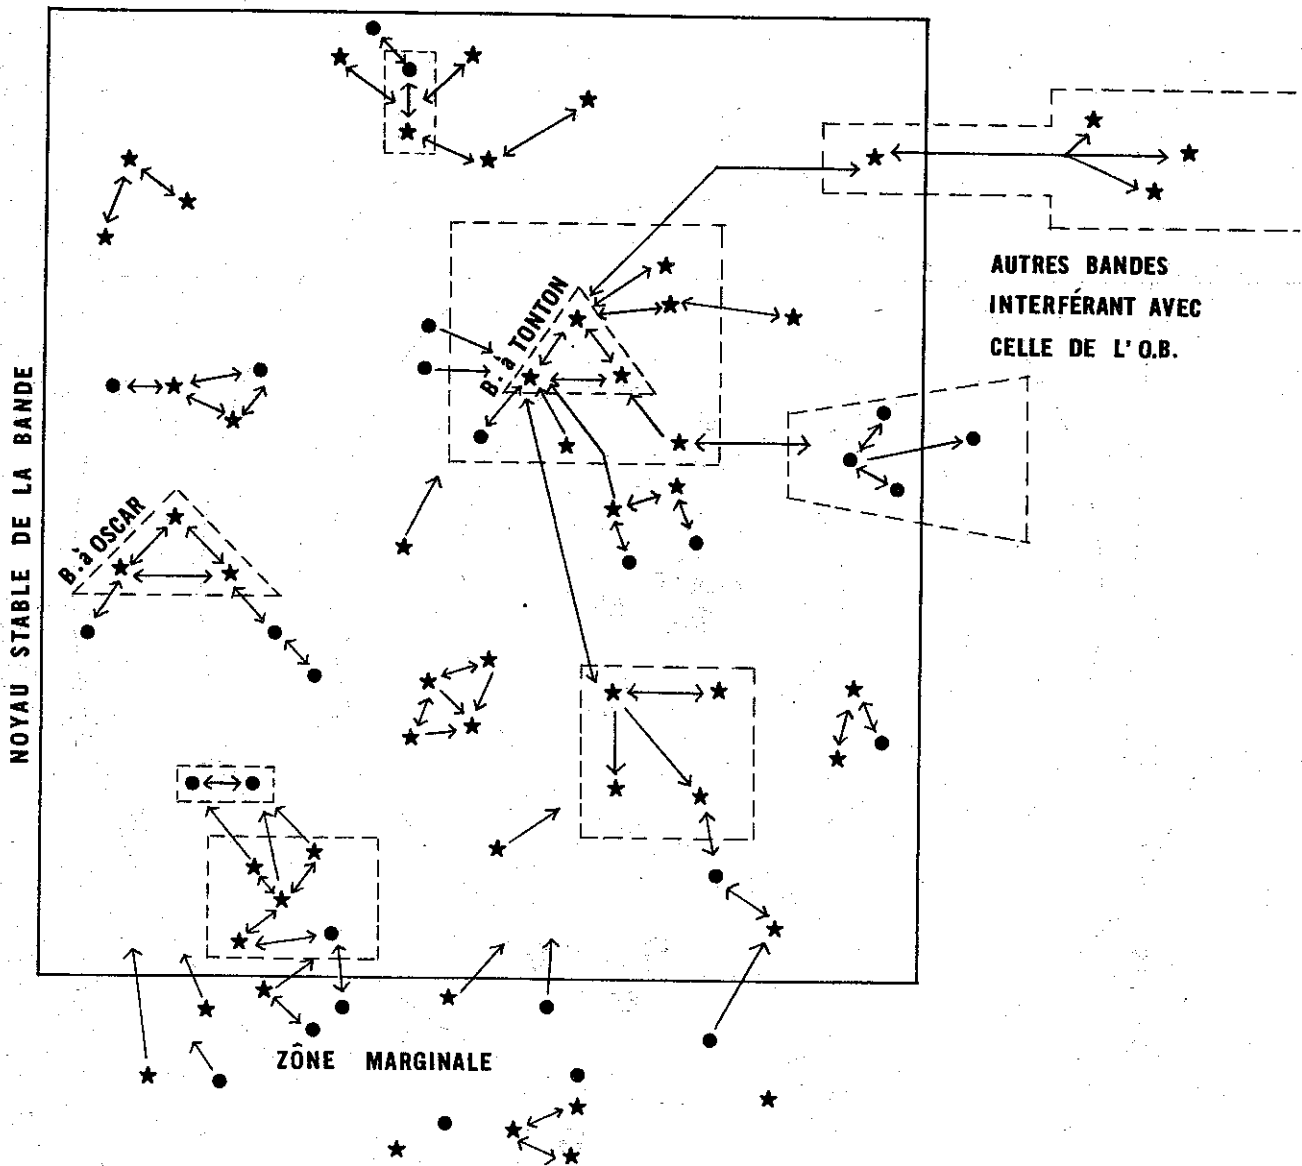 AUTRES BANDES
INTERFÉRANT AVEC
CELLE DE L'O.B.
B. à TONTON
NOYAU STABLE DE LA BANDE
B. à OSCAR
ZÔNE MARGINALE